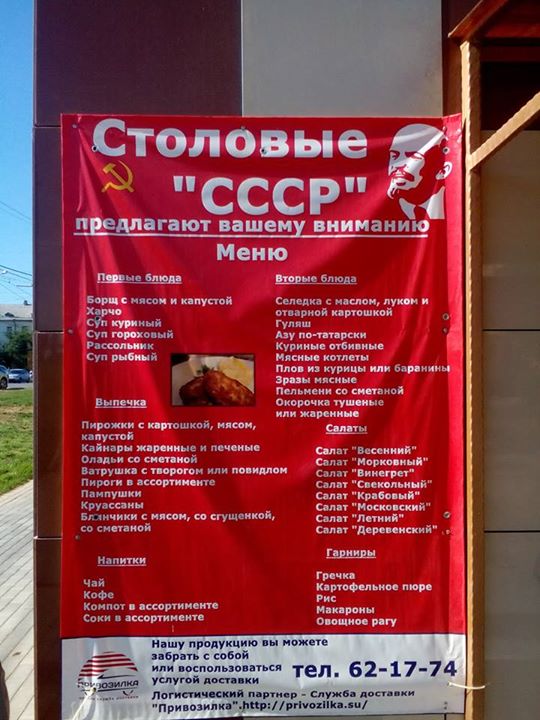 Столовые
"СССР"
предлагают вашему вниманию
Меню
Первые блюда
Борщ с мясом и капустой
Харчо
Суп куриный
Суп гороховый
Рассольник
Суп рыбный
Вторые блюда
Селедка с маслом, луком и
отварной картошкой
Гуляш
Азу по-татарски
Куриные отбивные
Мясные котлеты
Плов из курицы или баранины
Зразы мясные
Пельмени со сметаной
Окорочка тушеные
или жаренные
Выпечка
Пирожки с картошкой, мясом,
капустой
Кайнары жаренные и печеные
Оладьи со сметаной
Ватрушка с творогом или повидлом
Пироги в ассортименте
Пампушки
Круассаны
Блинчики с мясом, со сгущенкой,
со сметаной
Салаты
Салат "Весенний"
Салат "Морковный"
Салат "Винегрет"
Салат "Свекольный"
Салат "Крабовый"
Салат "Московский"
Салат "Летний"
Салат "Деревенский"
Напитки
Чай
Кофе
Компот в ассортименте
Соки в ассортименте
Гарниры
Гречка
Картофельное пюре
Рис
Макароны
Овощное рагу
ПРИВОЗИЛКА
Нашу продукцию вы можете
забрать с собой
или воспользоваться
услугой доставки
тел. 62-17-74
Логистический партнер - Служба доставки
"Привозилка".http://privozilka.su/